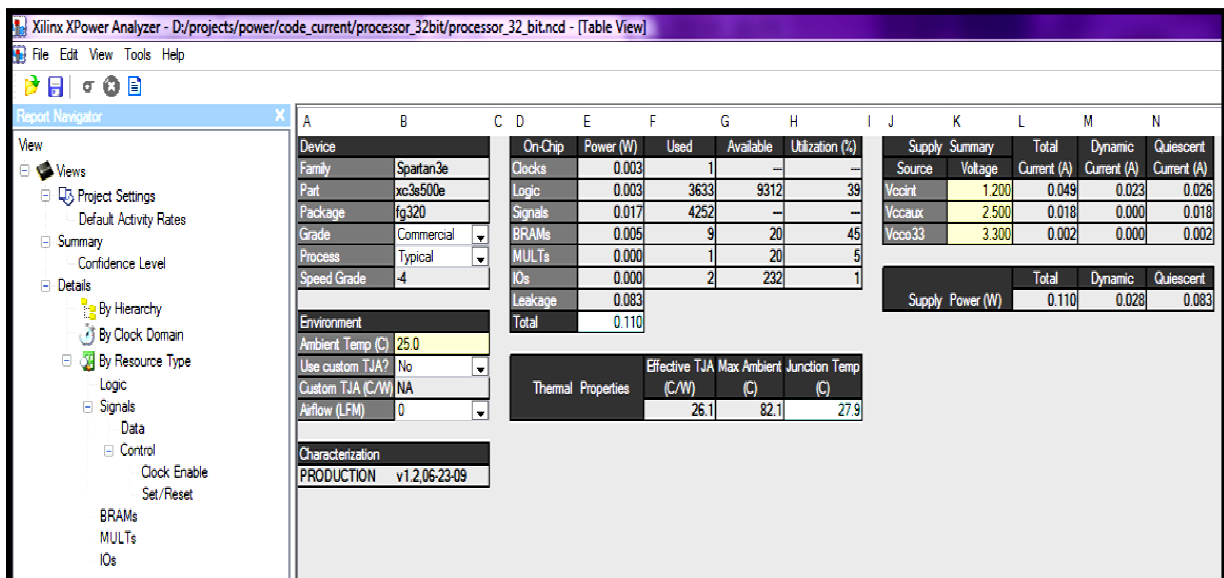 Xilinx XPower Analyzer - D:/projects/power/code_current/processor_32bit/processor_32_bit.ncd - [Table View]
File Edit View Tools Help
Report Navigator X
View
Views
Project Settings
Default Activity Rates
Summary
Confidence Level
Details
By Hierarchy
By Clock Domain
By Resource Type
Logic
Signals
Data
Control
Clock Enable
Set/Reset
BRAMs
MULTs
IOs
A B C D E F G H I J K L M N
Device
Family Spartan3e
Part xc3s500e
Package fg320
Grade Commercial
Process Typical
Speed Grade -4
Environment
Ambient Temp (C) 25.0
Use custom TJA? No
Custom TJA (C/W) NA
Airflow (LFM) 0
Characterization
PRODUCTION v1.2,06-23-09
On-Chip Power (W) Used Available Utilization (%)
Clocks 0.003 1 --- ---
Logic 0.003 3633 9312 39
Signals 0.017 4252 --- ---
BRAMs 0.005 9 20 45
MULTs 0.000 1 20 5
IOs 0.000 2 232 1
Leakage 0.083
Total 0.110
Thermal Properties Effective TJA Max Ambient Junction Temp
(C/W) (C) (C)
26.1 82.1 27.9
Supply Summary Total Dynamic Quiescent
Source Voltage Current (A) Current (A) Current (A)
Vccint 1.200 0.049 0.023 0.026
Vccaux 2.500 0.018 0.000 0.018
Vcco33 3.300 0.002 0.000 0.002
Total Dynamic Quiescent
Supply Power (W) 0.110 0.028 0.083